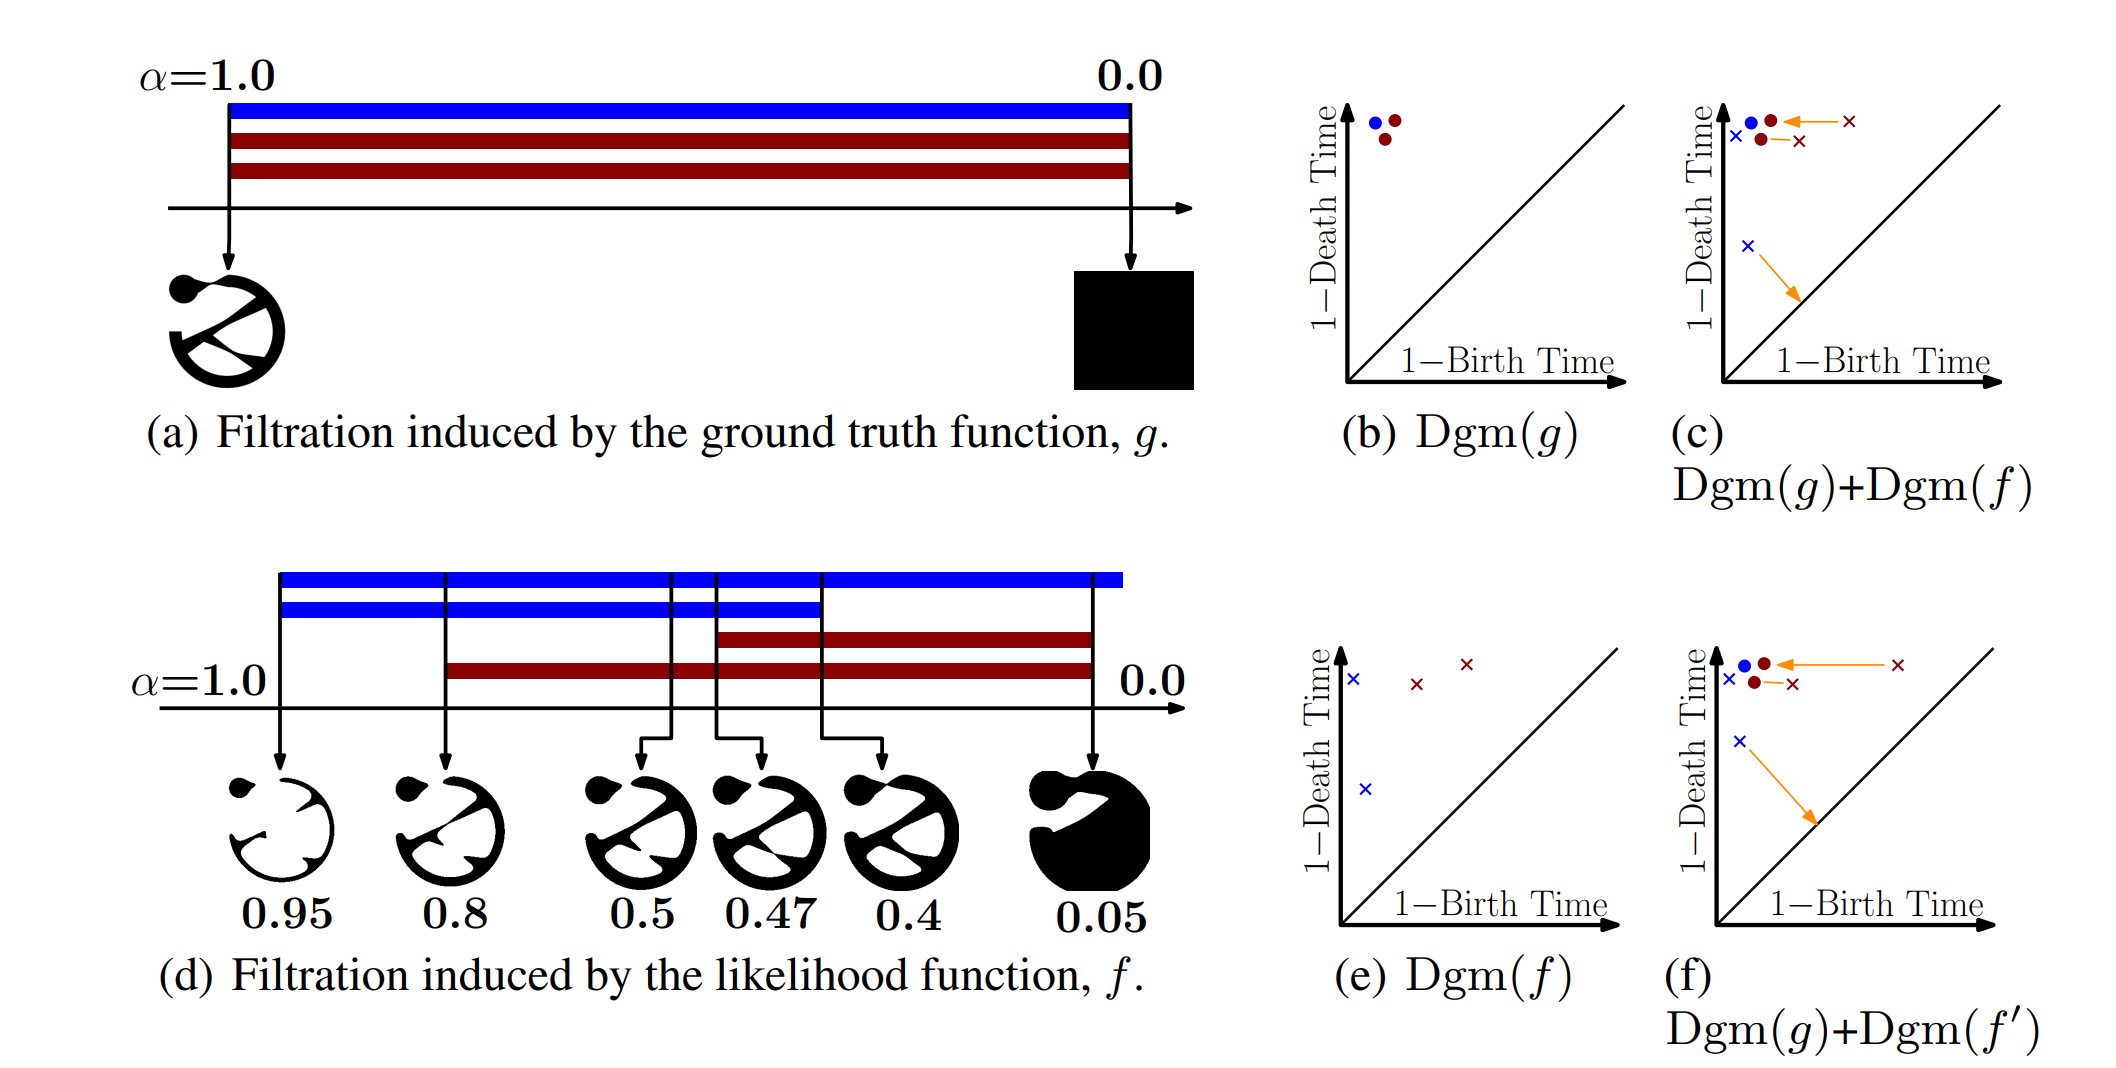 α=1.0
0.0
(a) Filtration induced by the ground truth function, g.
1−Death Time
1−Birth Time
(b) Dgm(g)
1−Death Time
1−Birth Time
(c)
Dgm(g)+Dgm(f)
α=1.0
0.0
0.95
0.8
0.5
0.47
0.4
0.05
(d) Filtration induced by the likelihood function, f.
1−Death Time
1−Birth Time
(e) Dgm(f)
1−Death Time
1−Birth Time
(f)
Dgm(g)+Dgm(f′)